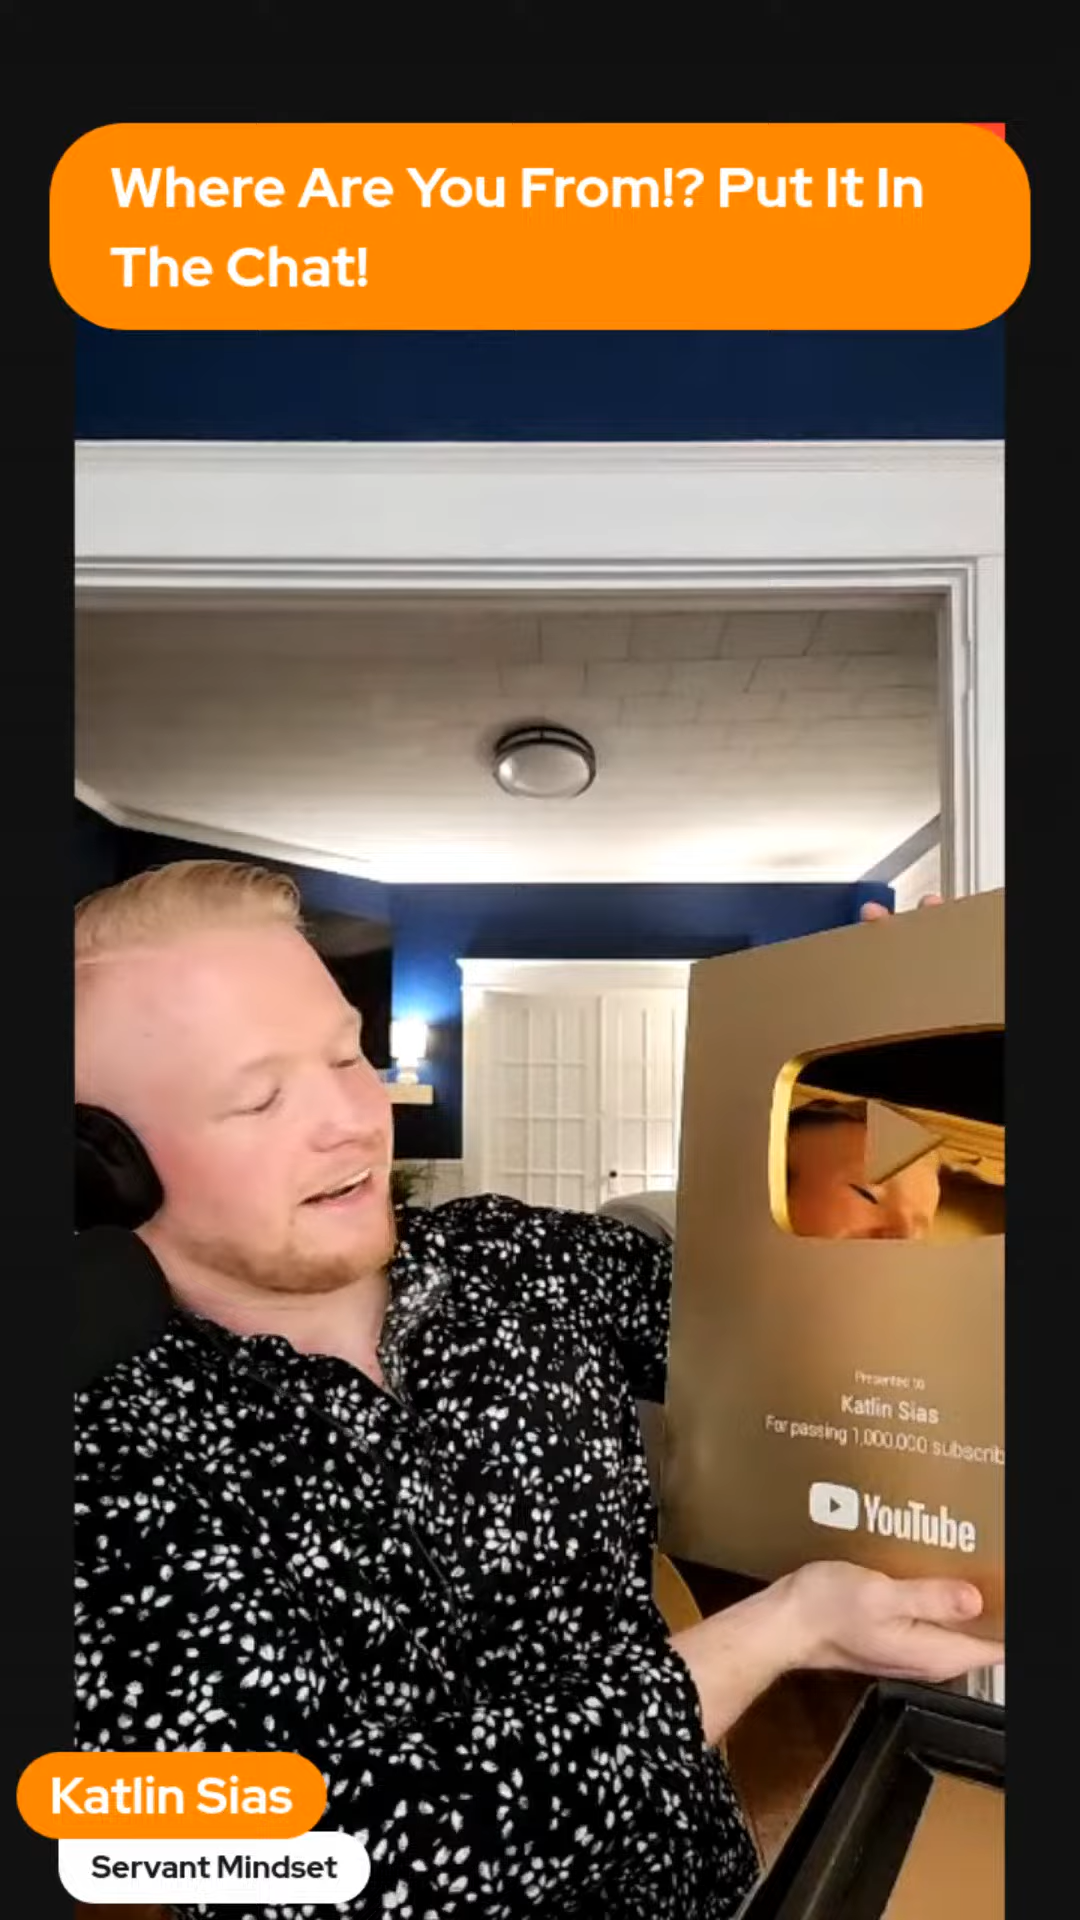 Where Are You From!? Put It In
The Chat!
Presented to
Katlin Sias
For passing 1,000,000
YouTube
Katlin Sias
Servant Mindset